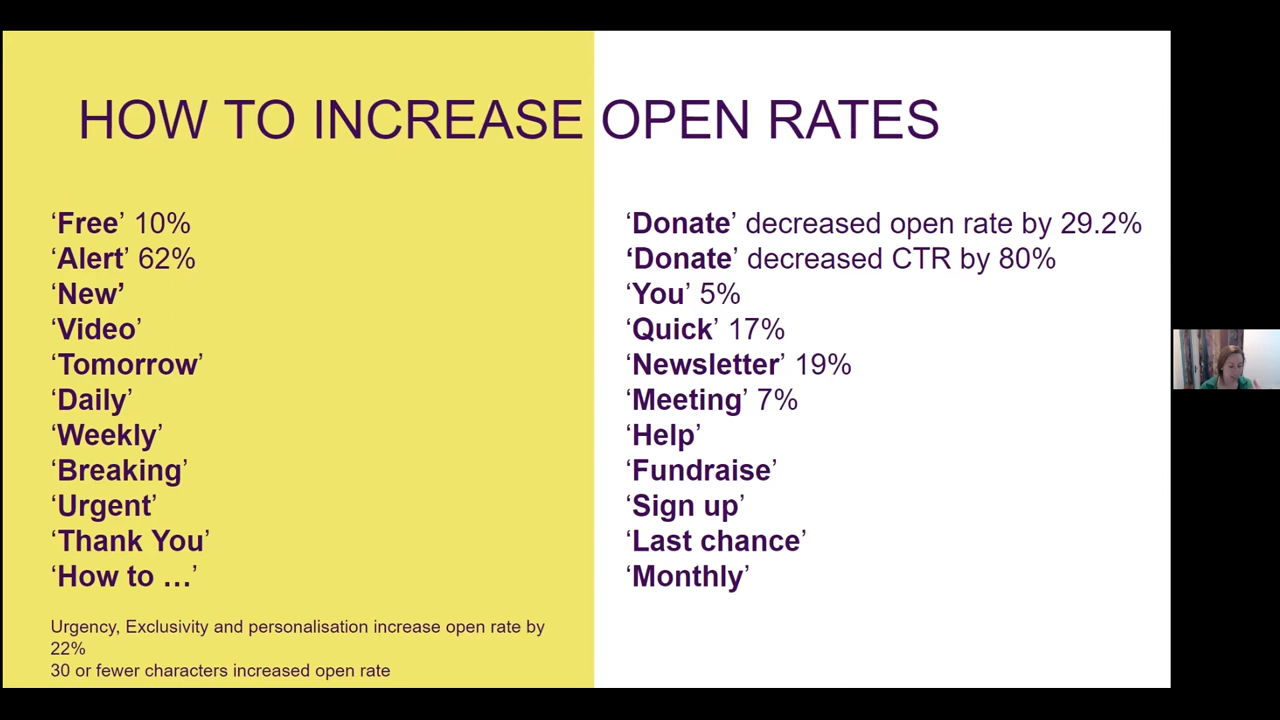 HOW TO INCREASE OPEN RATES
‘Free’ 10%
‘Alert’ 62%
‘New’
‘Video’
‘Tomorrow’
‘Daily’
‘Weekly’
‘Breaking’
‘Urgent’
‘Thank You’
‘How to ...’
Urgency, Exclusivity and personalisation increase open rate by
22%
30 or fewer characters increased open rate
‘Donate’ decreased open rate by 29.2%
‘Donate’ decreased CTR by 80%
‘You’ 5%
‘Quick’ 17%
‘Newsletter’ 19%
‘Meeting’ 7%
‘Help’
‘Fundraise’
‘Sign up’
‘Last chance’
‘Monthly’